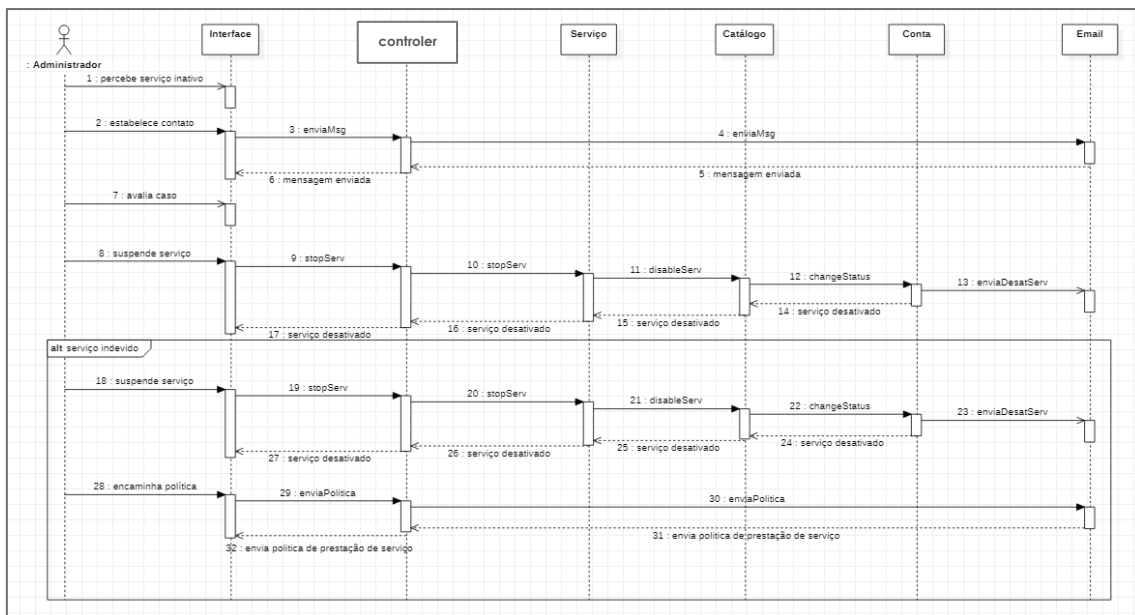 Interface
controler
Serviço
Catálogo
Conta
Email
: Administrador
1 : percebe serviço inativo
2 : estabelece contato
3 : enviaMsg
4 : enviaMsg
5 : mensagem enviada
6 : mensagem enviada
7 : avalia caso
8 : suspende serviço
9 : stopServ
10 : stopServ
11 : disableServ
12 : changeStatus
13 : enviaDesatServ
14 : serviço desativado
15 : serviço desativado
16 : serviço desativado
17 : serviço desativado
alt serviço indevido
18 : suspende serviço
19 : stopServ
20 : stopServ
21 : disableServ
22 : changeStatus
23 : enviaDesatServ
24 : serviço desativado
25 : serviço desativado
26 : serviço desativado
27 : serviço desativado
28 : encaminha política
29 : enviaPolitica
30 : enviaPolitica
31 : envia politica de prestação de serviço
32 : envia politica de prestação de serviço